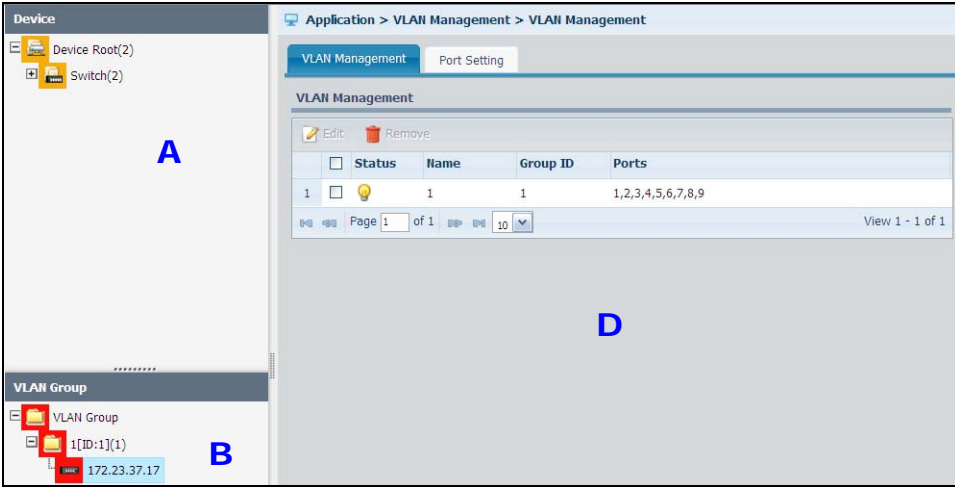 Device
Device Root(2)
Switch(2)
A
VLAN Group
VLAN Group
1[ID:1](1)
172.23.37.17
B
Application > VLAN Management > VLAN Management
VLAN Management Port Setting
VLAN Management
Edit Remove
Status Name Group ID Ports
1 1 1 1,2,3,4,5,6,7,8,9
Page 1 of 1 10 View 1 - 1 of 1
D